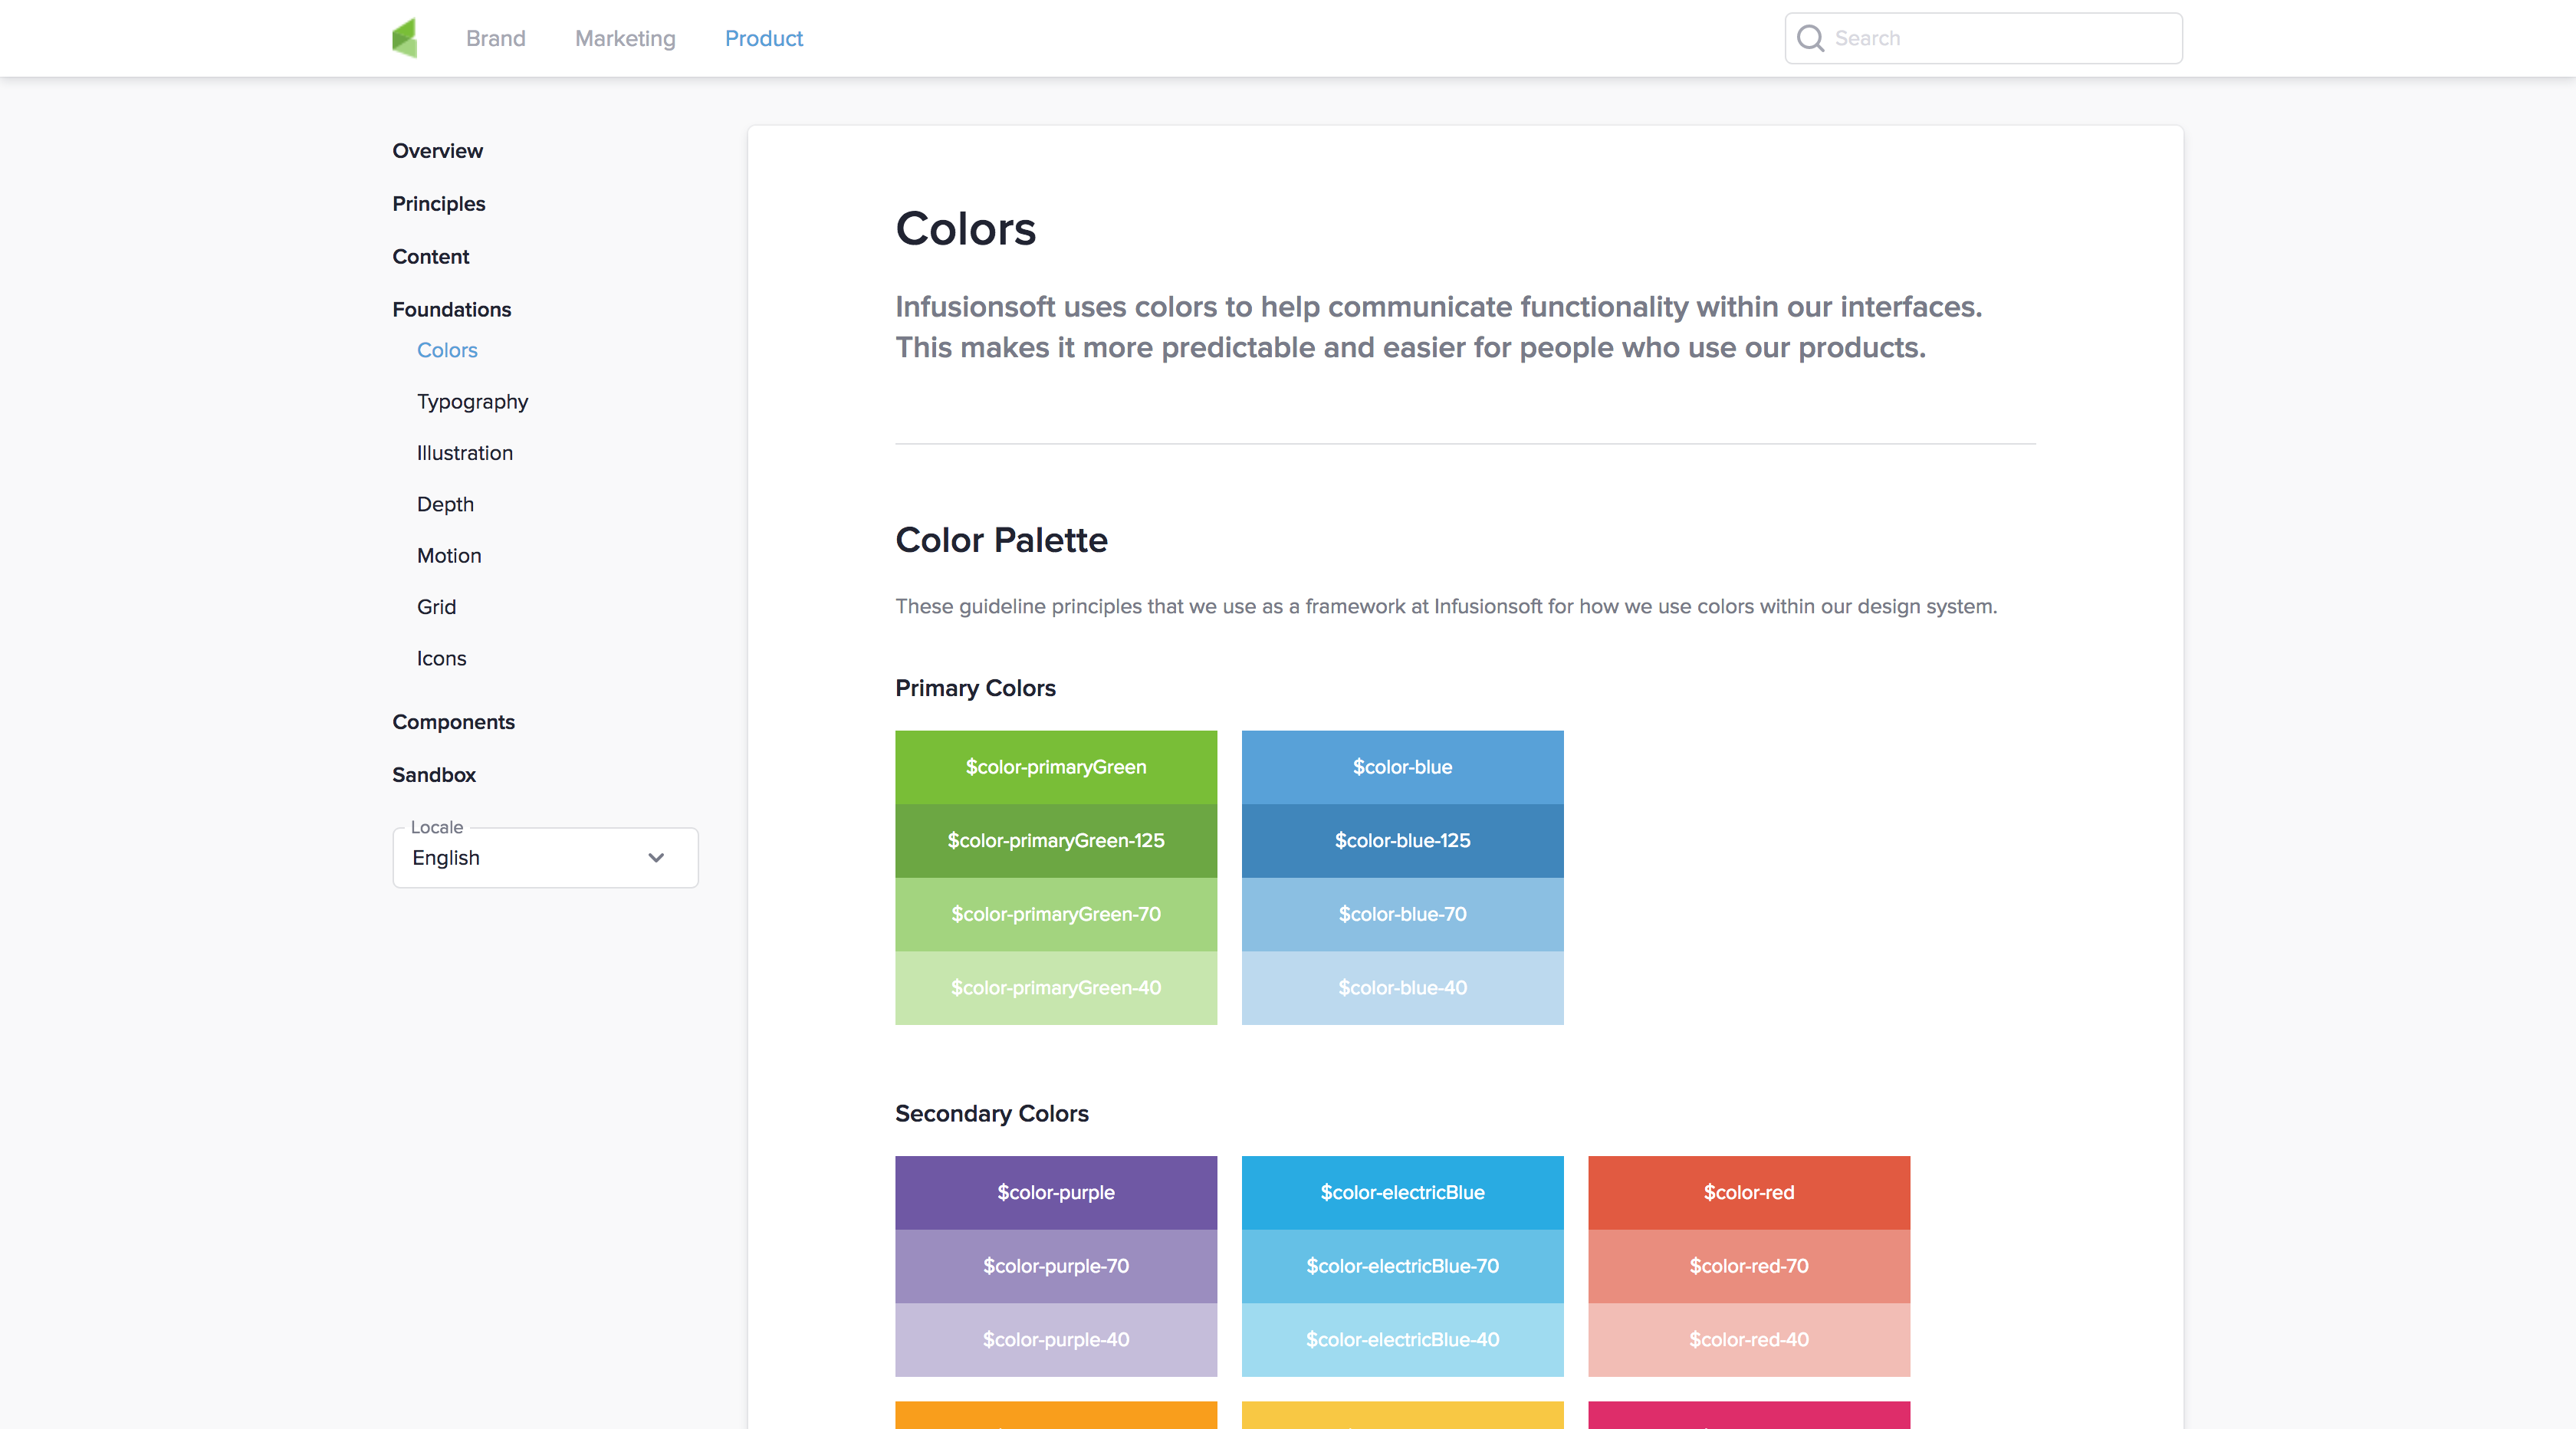 Brand
Marketing
Product
Search
Overview
Principles
Content
Foundations
Colors
Typography
Illustration
Depth
Motion
Grid
Icons
Components
Sandbox
Locale
English
Colors
Infusionsoft uses colors to help communicate functionality within our interfaces.
This makes it more predictable and easier for people who use our products.
Color Palette
These guideline principles that we use as a framework at Infusionsoft for how we use colors within our design system.
Primary Colors
$color-primaryGreen
$color-primaryGreen-125
$color-primaryGreen-70
$color-primaryGreen-40
$color-blue
$color-blue-125
$color-blue-70
$color-blue-40
Secondary Colors
$color-purple
$color-purple-70
$color-purple-40
$color-electricBlue
$color-electricBlue-70
$color-electricBlue-40
$color-red
$color-red-70
$color-red-40